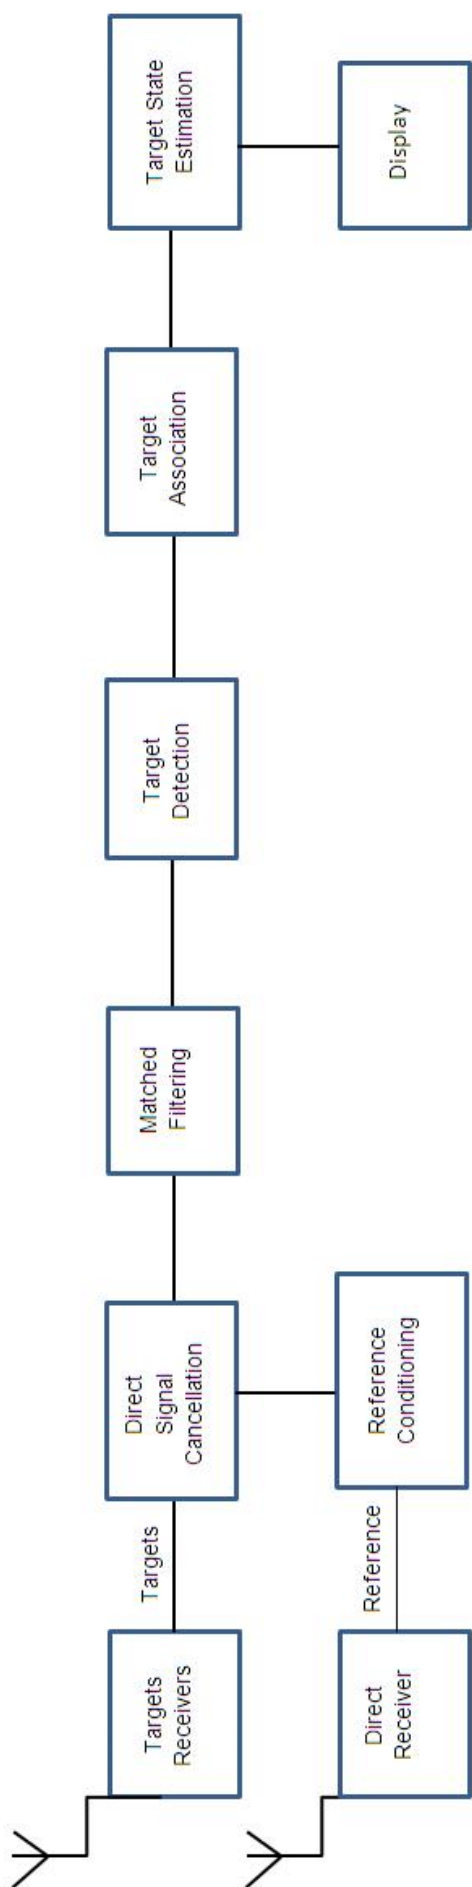 Targets
Receivers
Targets
Direct
Signal
Cancellation
Matched
Filtering
Target
Detection
Target
Association
Target State
Estimation
Direct
Receiver
Reference
Reference
Conditioning
Display